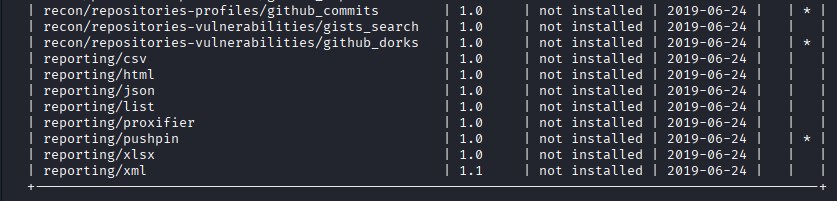 | recon/repositories-profiles/github_commits | 1.0 | not installed | 2019-06-24 | | * |
| recon/repositories-vulnerabilities/gists_search | 1.0 | not installed | 2019-06-24 | | |
| recon/repositories-vulnerabilities/github_dorks | 1.0 | not installed | 2019-06-24 | | * |
| reporting/csv | 1.0 | not installed | 2019-06-24 | | |
| reporting/html | 1.0 | not installed | 2019-06-24 | | |
| reporting/json | 1.0 | not installed | 2019-06-24 | | |
| reporting/list | 1.0 | not installed | 2019-06-24 | | |
| reporting/proxifier | 1.0 | not installed | 2019-06-24 | | |
| reporting/pushpin | 1.0 | not installed | 2019-06-24 | | * |
| reporting/xlsx | 1.0 | not installed | 2019-06-24 | | |
| reporting/xml | 1.1 | not installed | 2019-06-24 | | |
+---------------------------------------------------------------------------------------------------+